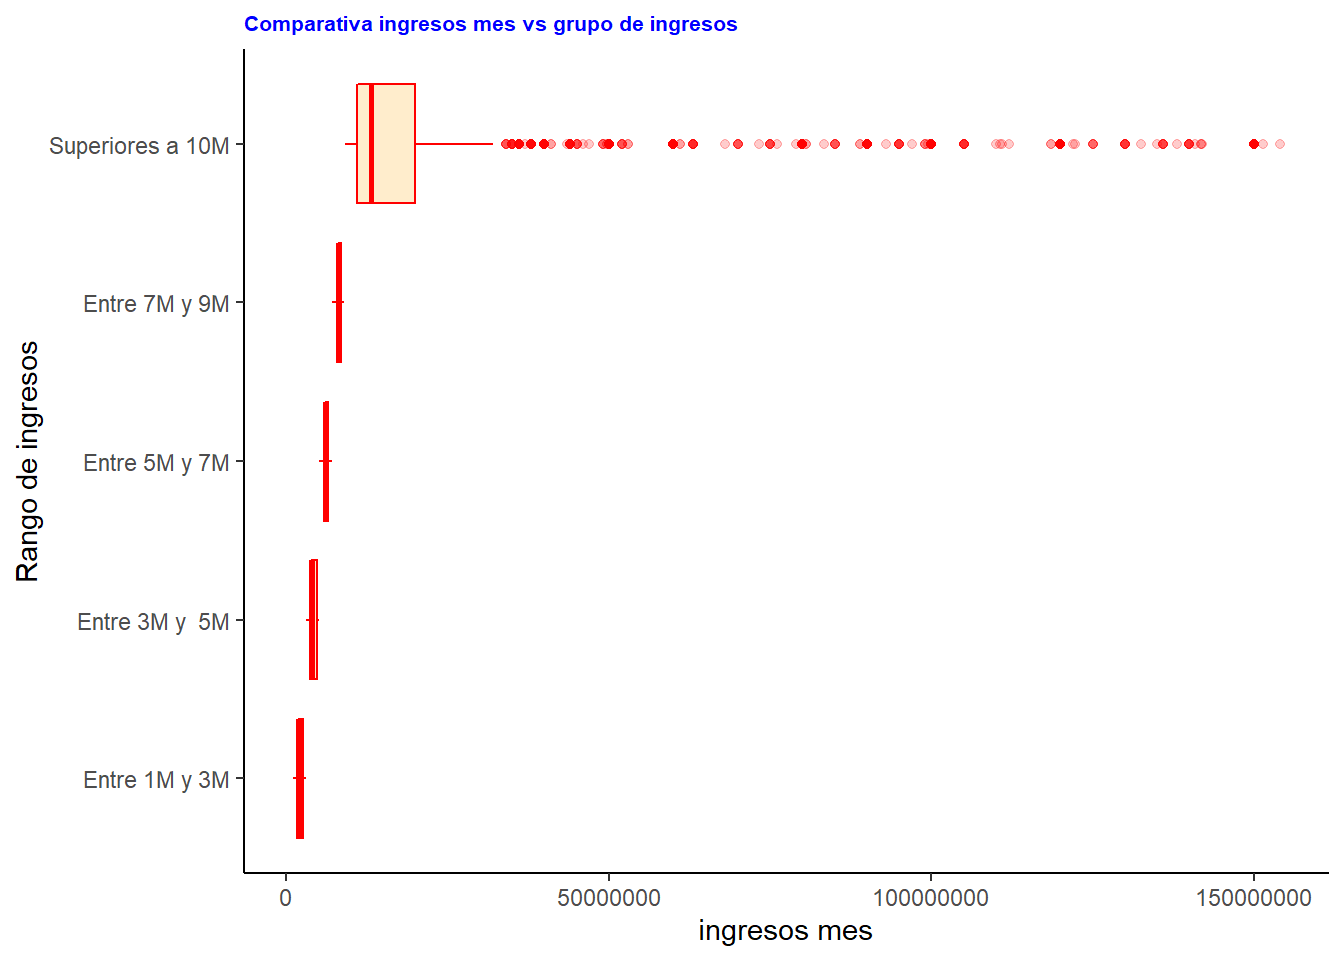 Comparativa ingresos mes vs grupo de ingresos
Rango de ingresos
Superiores a 10M
Entre 7M y 9M
Entre 5M y 7M
Entre 3M y  5M
Entre 1M y 3M
0 50000000 100000000 150000000
ingresos mes